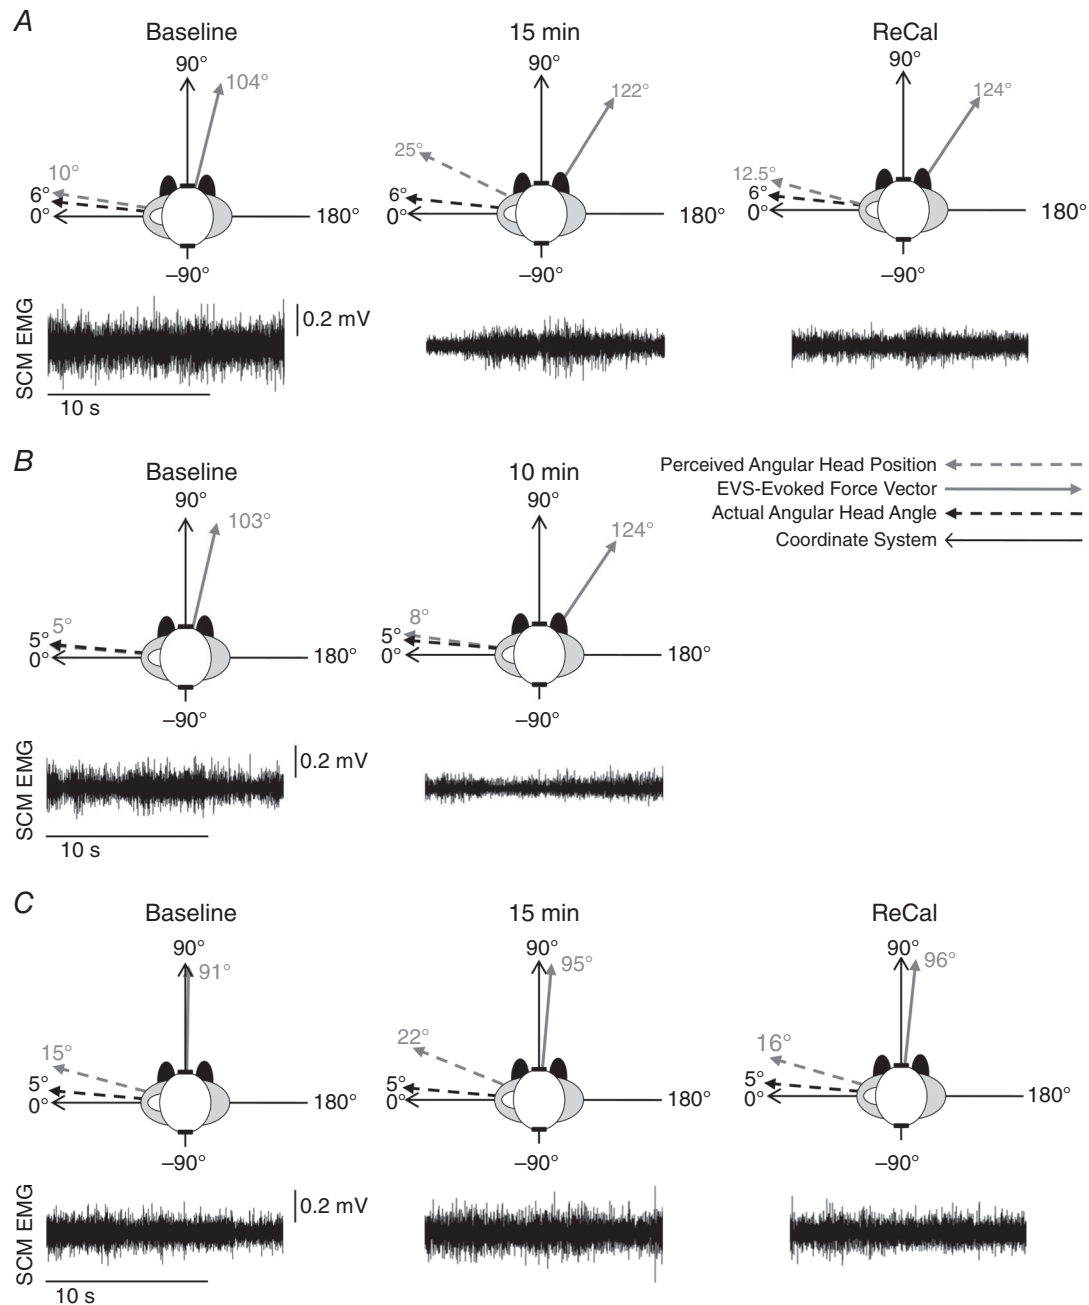 A
Baseline
15 min
ReCal
90°
90°
90°
104°
122°
124°
10°
25°
12.5°
6°
6°
6°
0°
180°
0°
180°
0°
180°
–90°
–90°
–90°
SCM EMG
0.2 mV
10 s
B
Baseline
10 min
Perceived Angular Head Position
EVS-Evoked Force Vector
Actual Angular Head Angle
Coordinate System
90°
90°
103°
124°
5°
8°
5°
5°
0°
180°
0°
180°
–90°
–90°
SCM EMG
0.2 mV
10 s
C
Baseline
15 min
ReCal
90°
90°
90°
91°
95°
96°
15°
22°
16°
5°
5°
5°
0°
180°
0°
180°
0°
180°
–90°
–90°
–90°
SCM EMG
0.2 mV
10 s